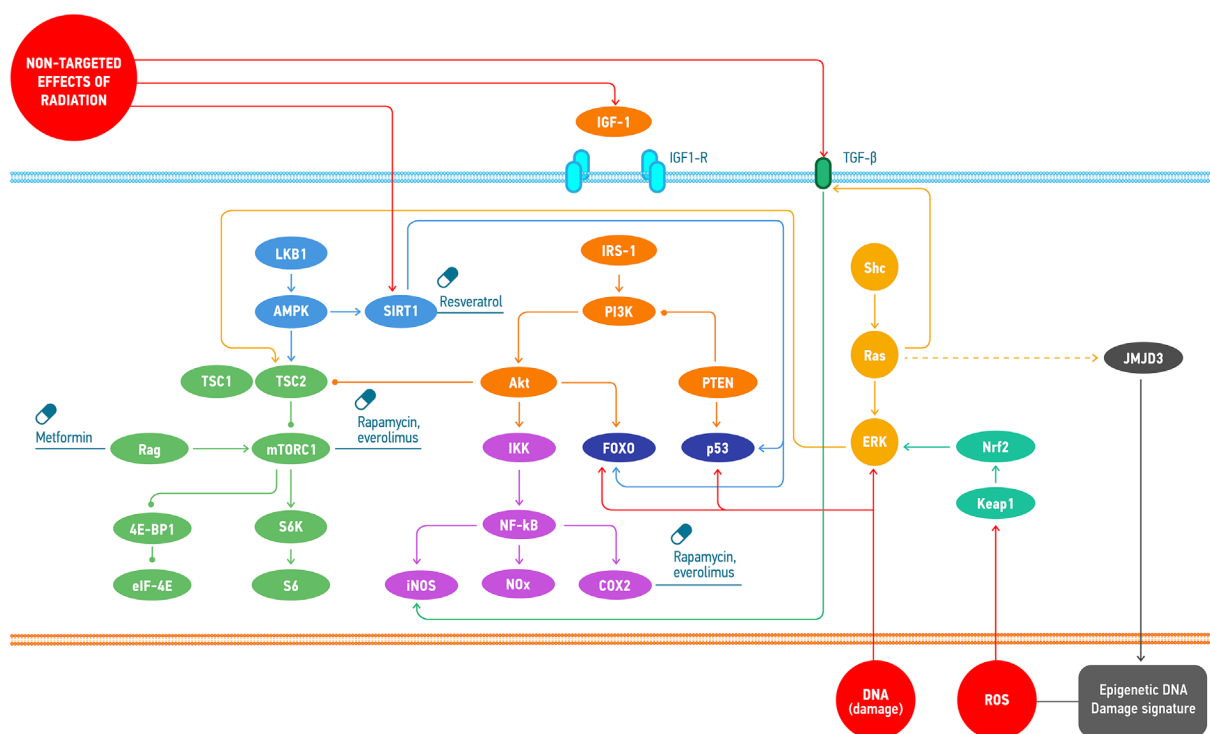 NON-TARGETED
EFFECTS OF
RADIATION
IGF-1
IGF1-R
TGF-β
LKB1
IRS-1
Shc
Resveratrol
AMPK
SIRT1
PI3K
Ras
JMJD3
TSC1
TSC2
Akt
PTEN
Metformin
Rapamycin,
everolimus
Rag
mTORC1
IKK
FOXO
p53
ERK
Nrf2
Keap1
4E-BP1
S6K
NF-kB
Rapamycin,
everolimus
eIF-4E
S6
iNOS
NOx
COX2
DNA
(damage)
ROS
Epigenetic DNA
Damage signature